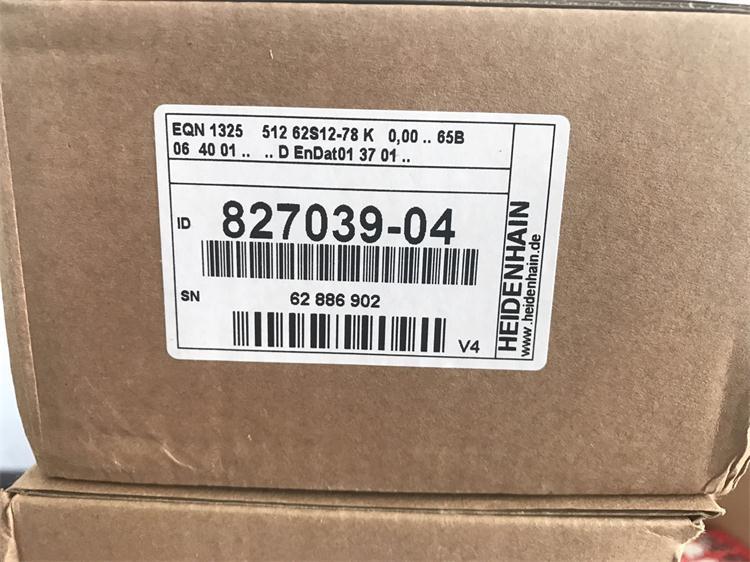 EQN 1325 512 62S12-78 K 0,00 .. 65B
06 40 01 .. .. D EnDat01 37 01 ..
ID 827039-04
SN 62 886 902
V4
HEIDENHAIN
www.heidenhain.de